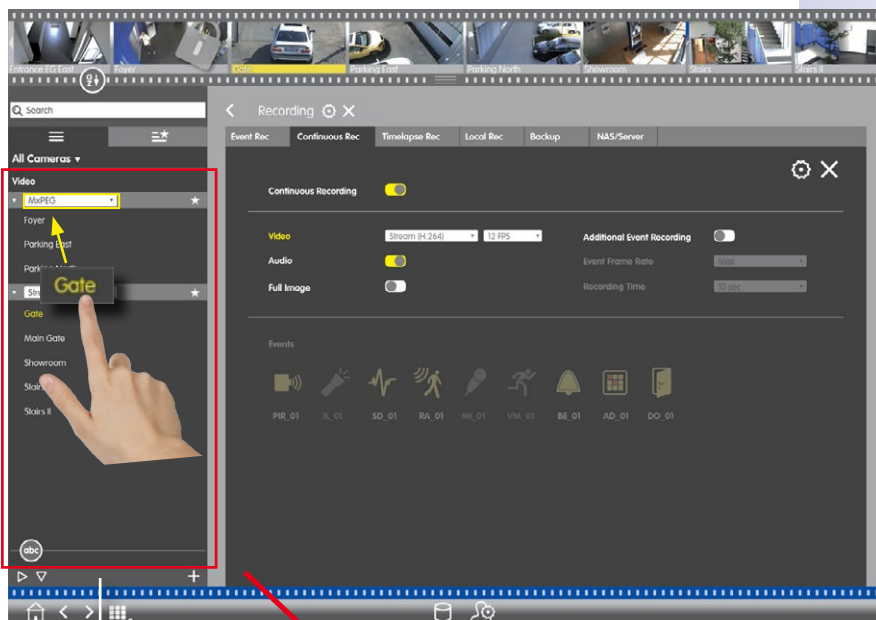 Entrance EG East
Foyer
Gate
Parking East
Parking North
Showroom
Stairs
Stairs II
Search
Recording
Event Rec
Continuous Rec
Timelapse Rec
Local Rec
Backup
NAS/Server
All Cameras
Video
MxPEG
Foyer
Parking East
Gate
Gate
Main Gate
Showroom
Stairs II
abc
Continuous Recording
Video
Stream (H.264)
12 FPS
Additional Event Recording
Audio
Event Frame Rate
Max
Full Image
Recording Time
10 sec
Events
PIR_01
IL_01
SD_01
RA_01
MI_01
VM_01
BE_01
AD_01
DO_01